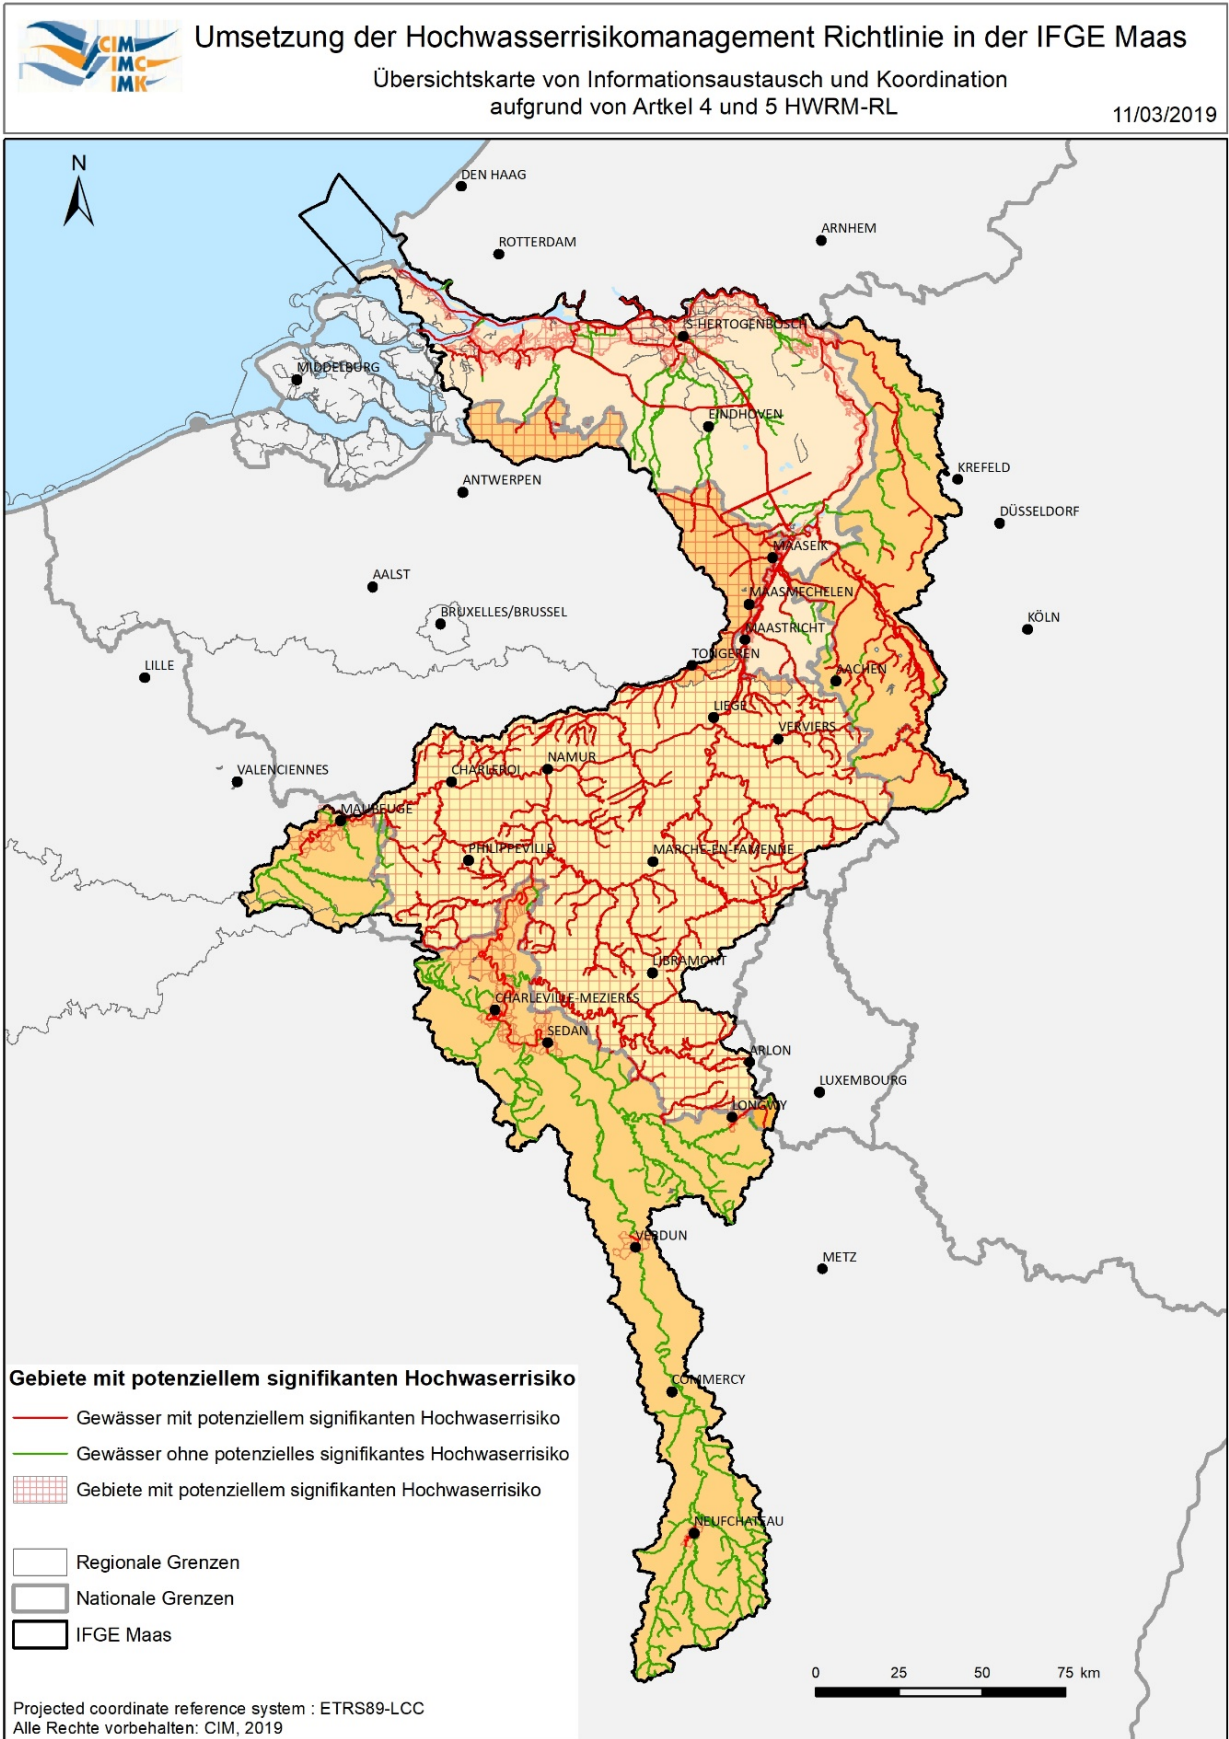 CIM
IMC
IMK
Umsetzung der Hochwasserrisikomanagement Richtlinie in der IFGE Maas
Übersichtskarte von Informationsaustausch und Koordination
aufgrund von Artkel 4 und 5 HWRM-RL
11/03/2019
N
DEN HAAG
ROTTERDAM
ARNHEM
S-HERTOGENBOSCH
MIDDELBURG
EINDHOVEN
ANTWERPEN
KREFELD
DÜSSELDORF
MAASEIK
AALST
MAASMECHELEN
BRUXELLES/BRUSSEL
KÖLN
MAASTRICHT
TONGEREN
LILLE
AACHEN
LIEGE
VERVIERS
NAMUR
VALENCIENNES
CHARLEROI
MAUBEUGE
PHILIPPEVILLE
MARCHE-EN-FAMENNE
LIBRAMONT
CHARLEVILLE-MEZIERES
SEDAN
ARLON
LUXEMBOURG
LONGWY
VERDUN
METZ
COMMERCY
NEUFCHATEAU
Gebiete mit potenziellem signifikanten Hochwaserrisiko
Gewässer mit potenziellem signifikanten Hochwaserrisiko
Gewässer ohne potenzielles signifikantes Hochwaserrisiko
Gebiete mit potenziellem signifikanten Hochwaserrisiko
Regionale Grenzen
Nationale Grenzen
IFGE Maas
0 25 50 75 km
Projected coordinate reference system : ETRS89-LCC
Alle Rechte vorbehalten: CIM, 2019